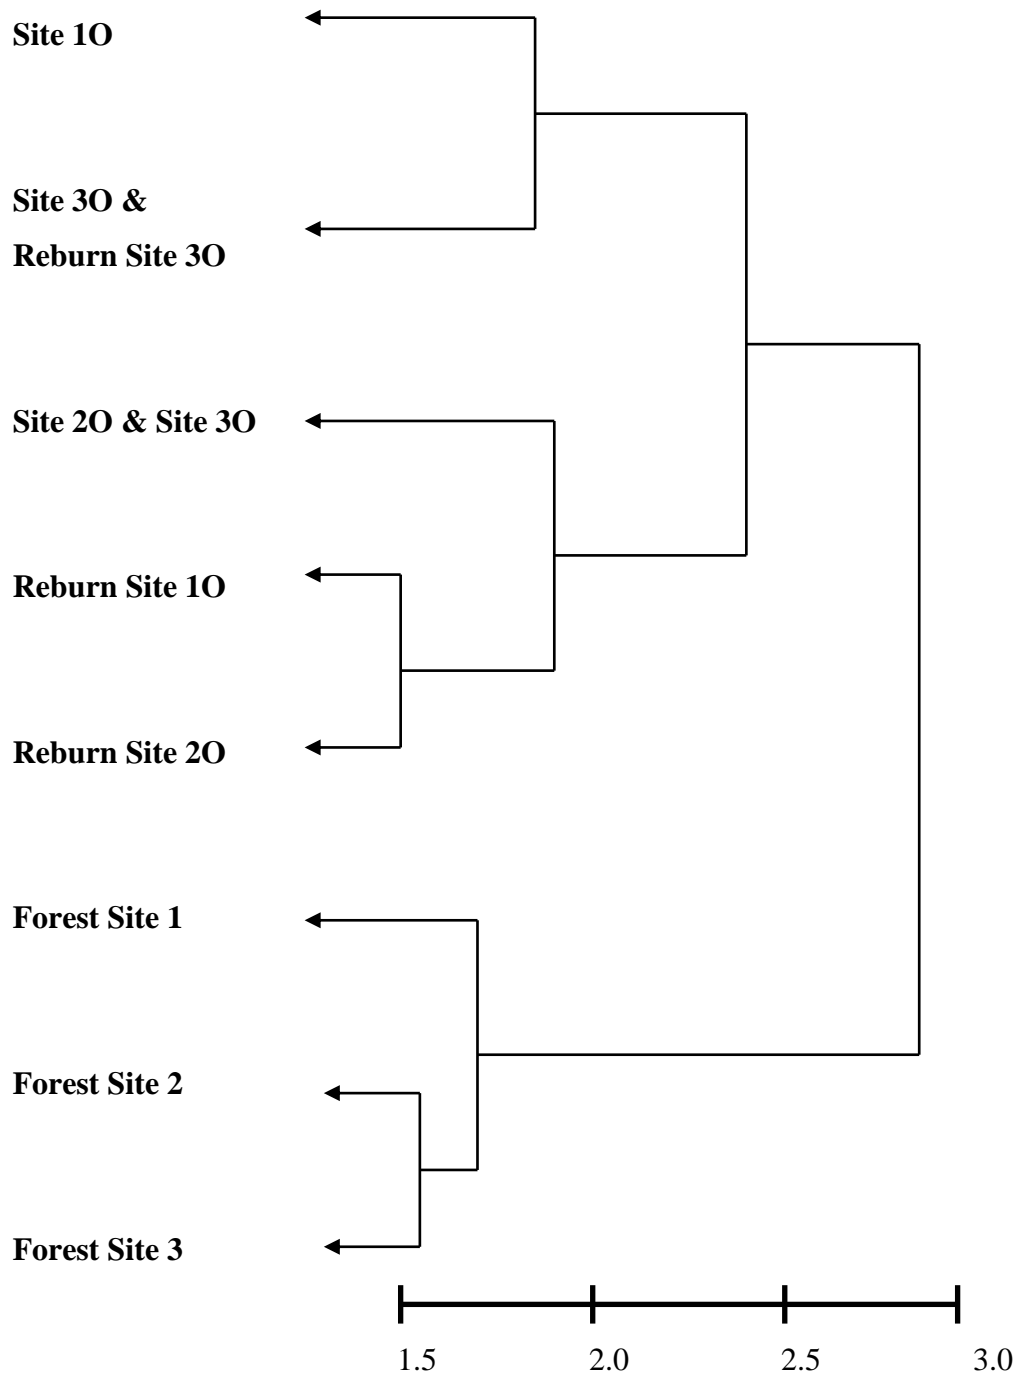 Site 1O
Site 3O &
Reburn Site 3O
Site 2O & Site 3O
Reburn Site 1O
Reburn Site 2O
Forest Site 1
Forest Site 2
Forest Site 3
1.5 2.0 2.5 3.0